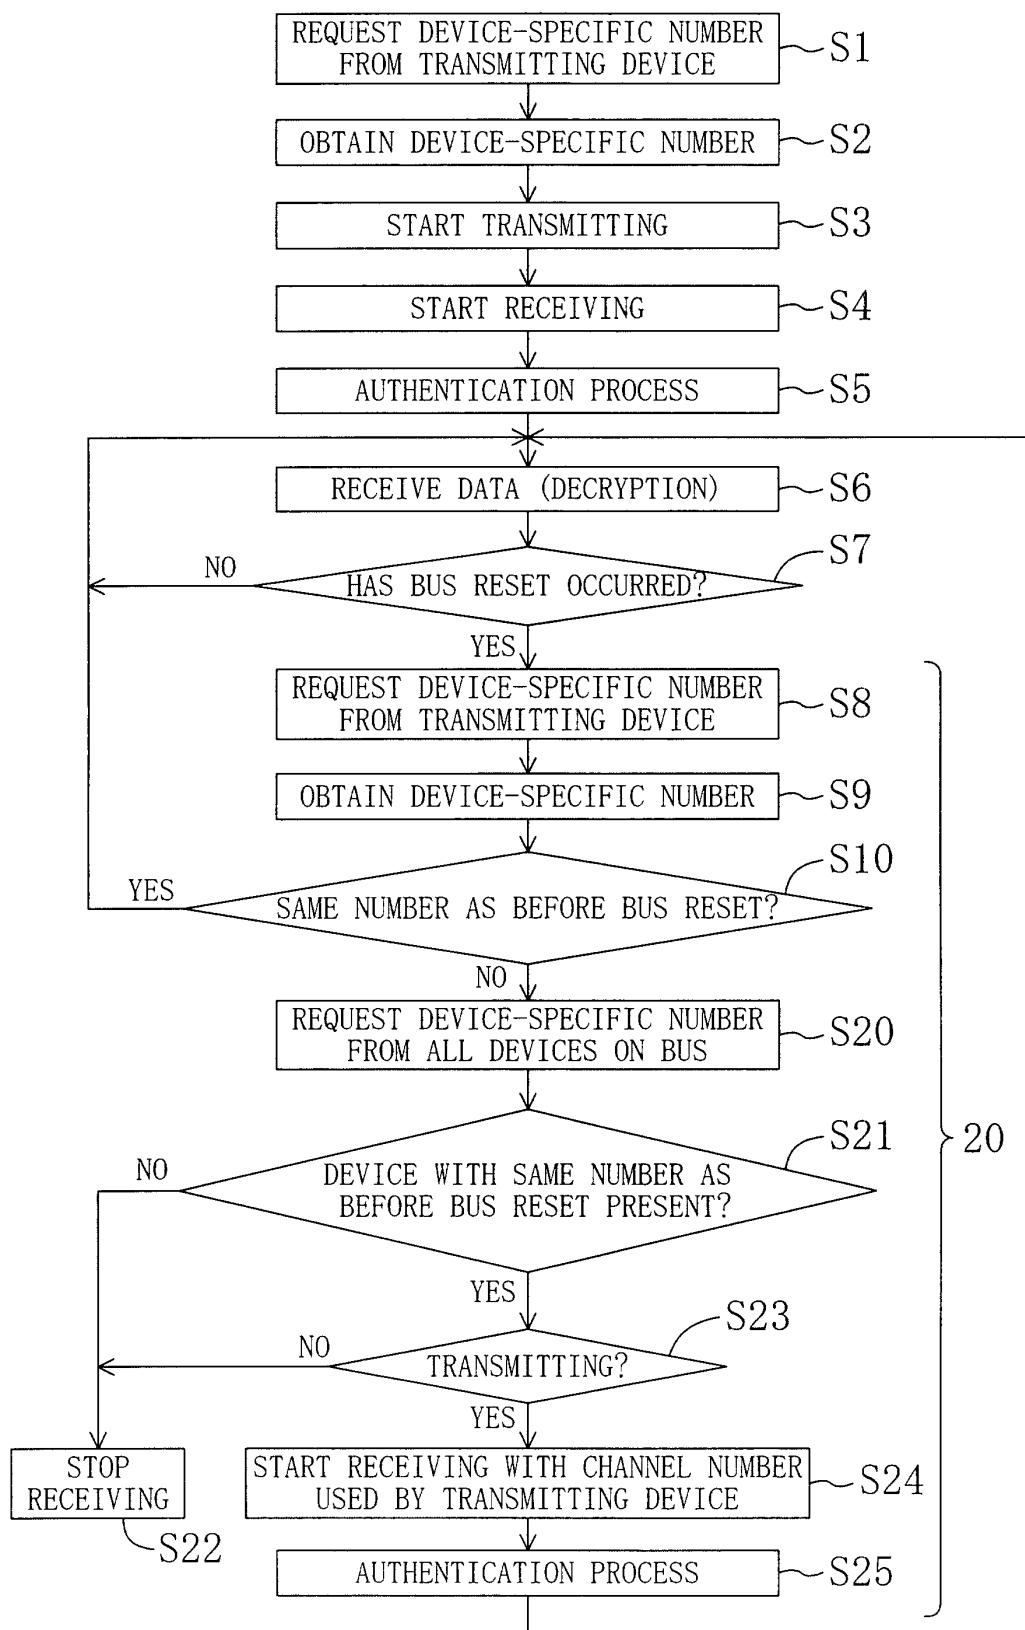 REQUEST DEVICE-SPECIFIC NUMBER
FROM TRANSMITTING DEVICE
S1
OBTAIN DEVICE-SPECIFIC NUMBER
S2
START TRANSMITTING
S3
START RECEIVING
S4
AUTHENTICATION PROCESS
S5
RECEIVE DATA (DECRYPTION)
S6
S7
NO
HAS BUS RESET OCCURRED?
YES
REQUEST DEVICE-SPECIFIC NUMBER
FROM TRANSMITTING DEVICE
S8
OBTAIN DEVICE-SPECIFIC NUMBER
S9
S10
YES
SAME NUMBER AS BEFORE BUS RESET?
NO
REQUEST DEVICE-SPECIFIC NUMBER
FROM ALL DEVICES ON BUS
S20
S21
20
NO
DEVICE WITH SAME NUMBER AS
BEFORE BUS RESET PRESENT?
YES
S23
NO
TRANSMITTING?
YES
STOP
RECEIVING
S22
START RECEIVING WITH CHANNEL NUMBER
USED BY TRANSMITTING DEVICE
S24
AUTHENTICATION PROCESS
S25